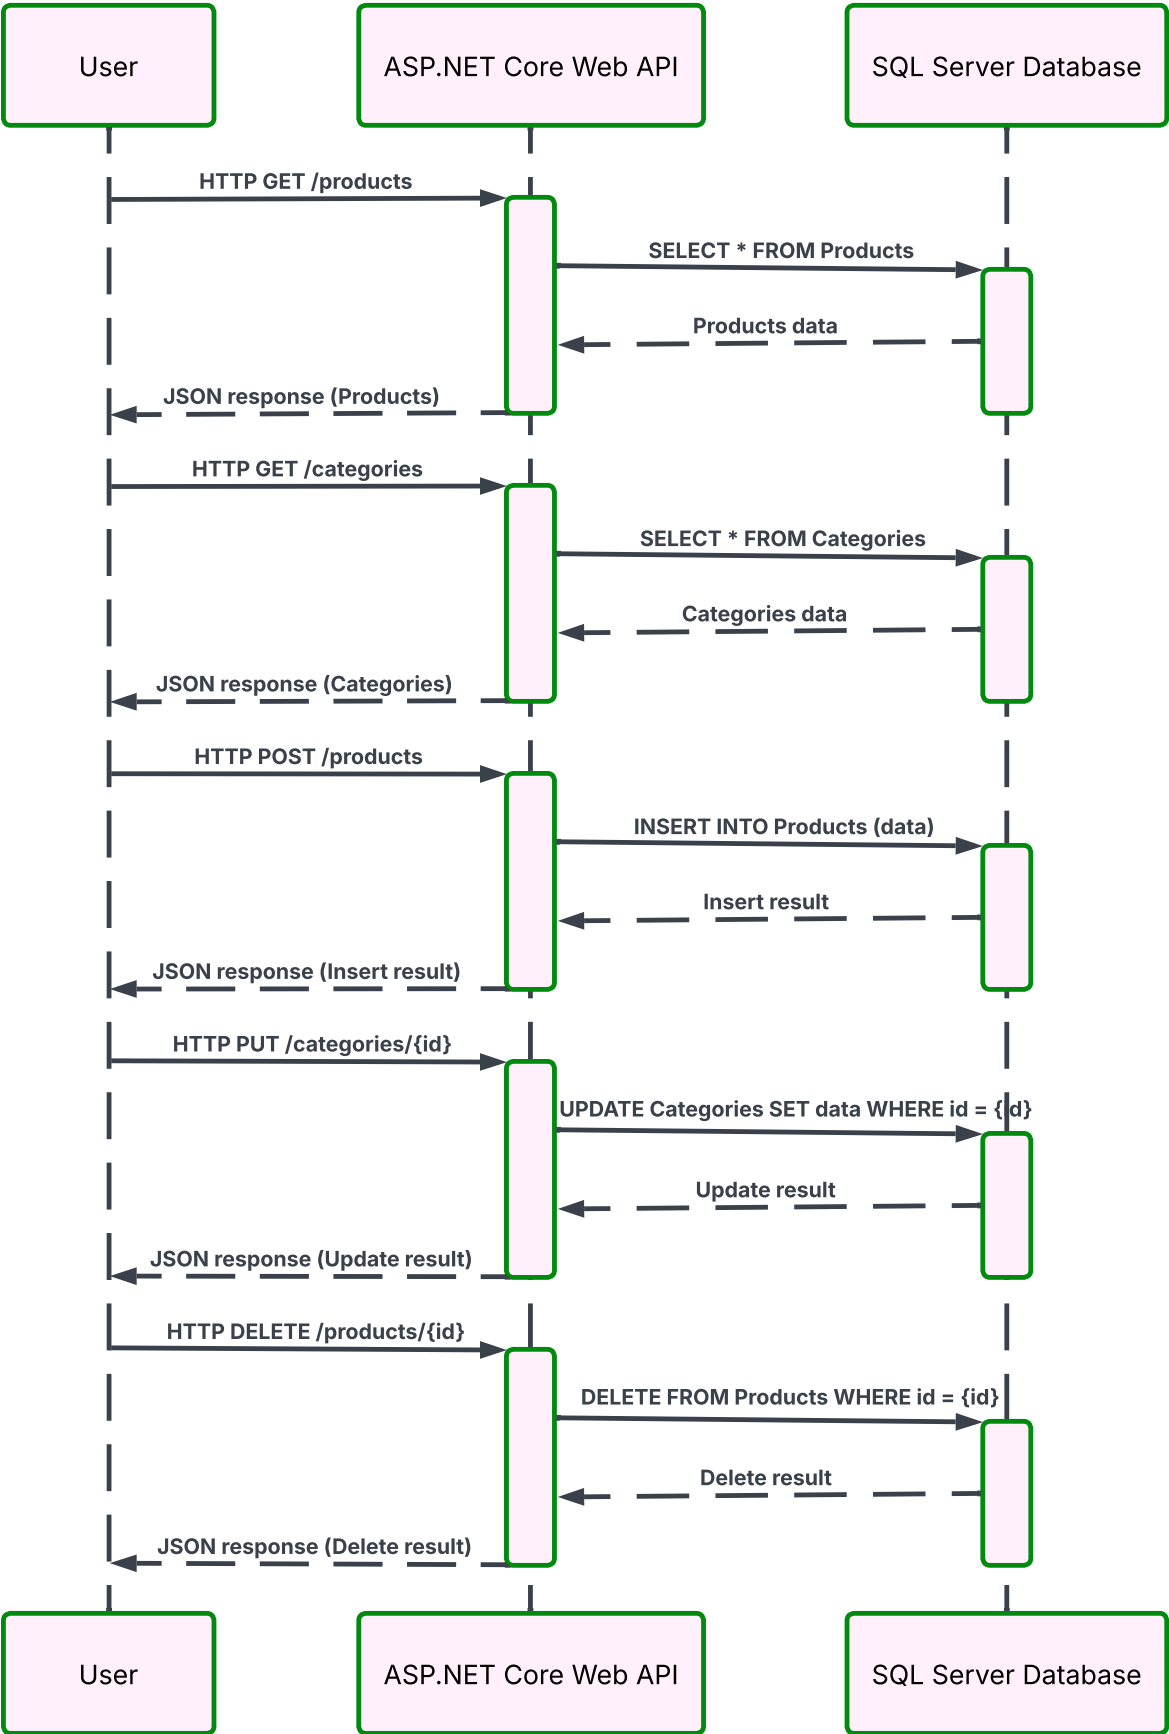 User
ASP.NET Core Web API
SQL Server Database
HTTP GET /products
SELECT * FROM Products
Products data
JSON response (Products)
HTTP GET /categories
SELECT * FROM Categories
Categories data
JSON response (Categories)
HTTP POST /products
INSERT INTO Products (data)
Insert result
JSON response (Insert result)
HTTP PUT /categories/{id}
UPDATE Categories SET data WHERE id = {id}
Update result
JSON response (Update result)
HTTP DELETE /products/{id}
DELETE FROM Products WHERE id = {id}
Delete result
JSON response (Delete result)
User
ASP.NET Core Web API
SQL Server Database